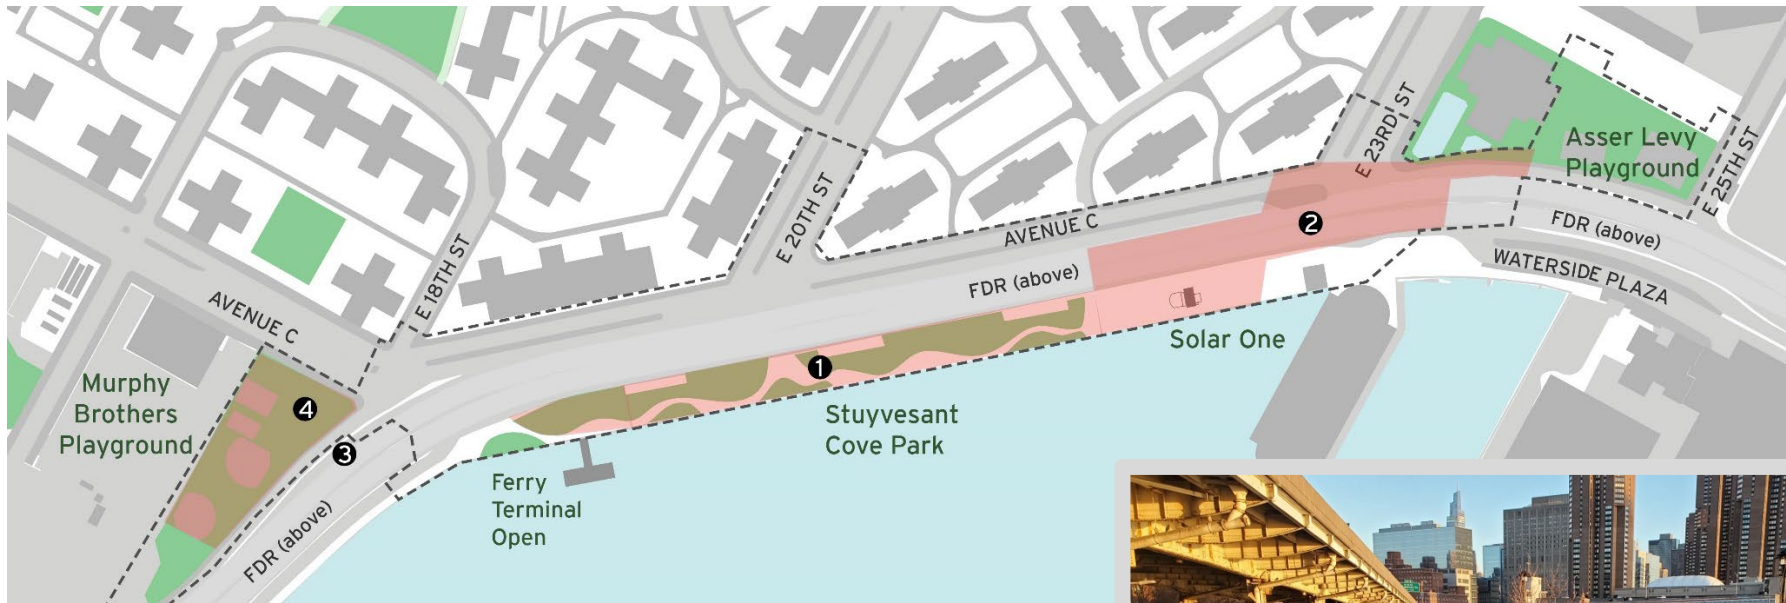 E 23RD ST
Asser Levy
Playground
E 25TH ST
E 20TH ST
AVENUE C
2
FDR (above)
FDR (above)
WATERSIDE PLAZA
E 18TH ST
AVENUE C
Solar One
1
Murphy
Brothers
Playground
4
3
Stuyvesant
Cove Park
Ferry
Terminal
Open
FDR (above)